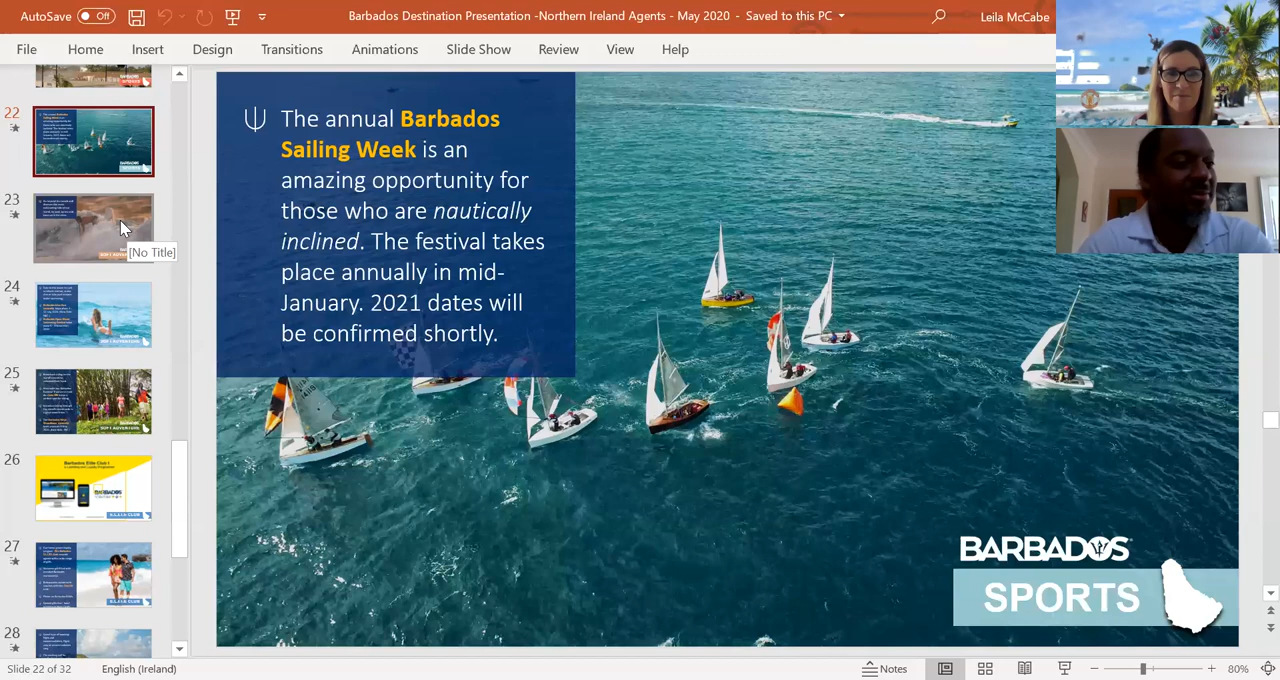 AutoSave
Off
Barbados Destination Presentation -Northern Ireland Agents - May 2020 - Saved to this PC
Leila McCabe
File Home Insert Design Transitions Animations Slide Show Review View Help
22
23
[No Title]
24
25
26
27
28
The annual Barbados
Sailing Week is an
amazing opportunity for
those who are nautically
inclined. The festival takes
place annually in mid-
January. 2021 dates will
be confirmed shortly.
BARBADOS
SPORTS
Slide 22 of 32
English (Ireland)
Notes
80%